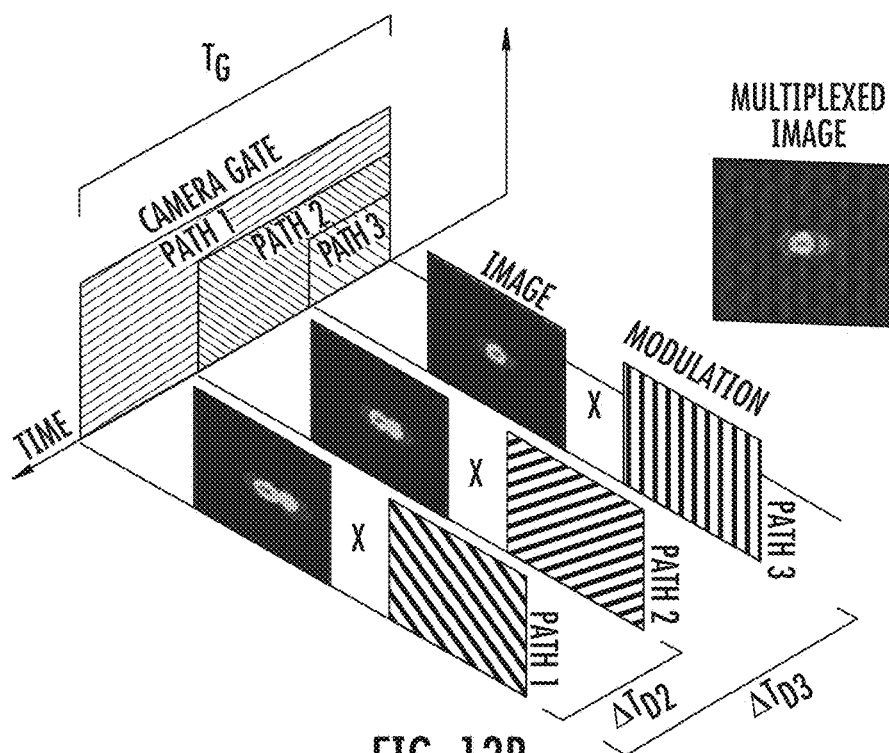 T_G
MULTIPLEXED
IMAGE
CAMERA GATE
PATH 1
PATH 2
PATH 3
IMAGE
MODULATION
TIME
X
X
X
PATH 3
PATH 2
PATH 1
ΔT_D2
ΔT_D3